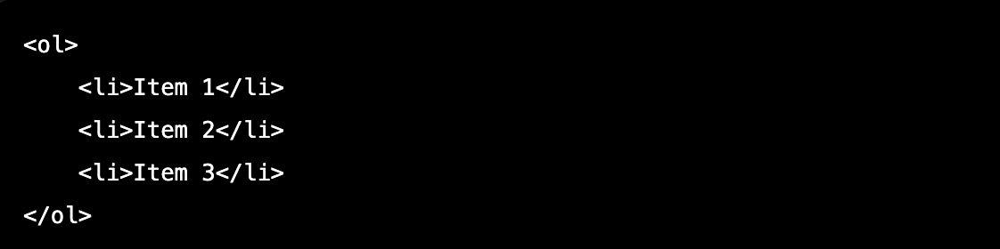 <ol>
    <li>Item 1</li>
    <li>Item 2</li>
    <li>Item 3</li>
</ol>